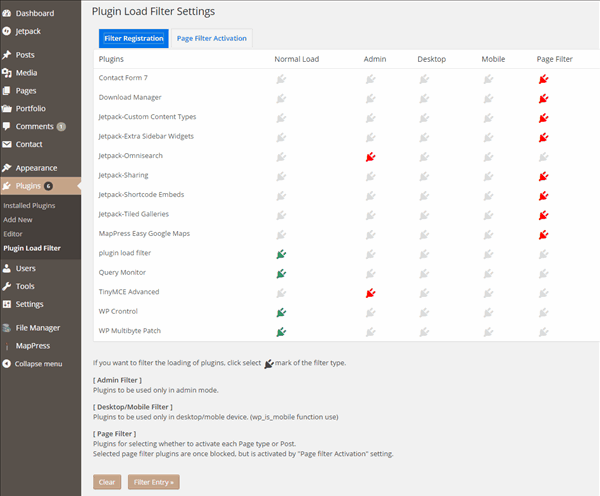 Dashboard
Jetpack
Posts
Media
Pages
Portfolio
Comments 1
Contact
Appearance
Plugins 6
Installed Plugins
Add New
Editor
Plugin Load Filter
Users
Tools
Settings
File Manager
MapPress
Collapse menu
Plugin Load Filter Settings
Filter Registration Page Filter Activation
Plugins Normal Load Admin Desktop Mobile Page Filter
Contact Form 7
Download Manager
Jetpack-Custom Content Types
Jetpack-Extra Sidebar Widgets
Jetpack-Omnisearch
Jetpack-Sharing
Jetpack-Shortcode Embeds
Jetpack-Tiled Galleries
MapPress Easy Google Maps
plugin load filter
Query Monitor
TinyMCE Advanced
WP Crontrol
WP Multibyte Patch
If you want to filter the loading of plugins, click select mark of the filter type.
[ Admin Filter ]
Plugins to be used only in admin mode.
[ Desktop/Mobile Filter ]
Plugins to be used only in desktop/moble device. (wp_is_mobile function use)
[ Page Filter ]
Plugins for selecting whether to activate each Page type or Post.
Selected page filter plugins are once blocked, but is activated by "Page filter Activation" setting.
Clear Filter Entry »